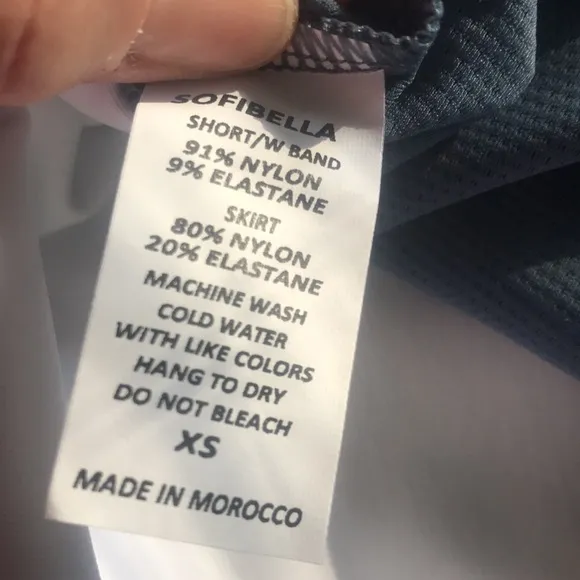 SOFIBELLA
SHORT/W BAND
91% NYLON
9% ELASTANE
SKIRT
80% NYLON
20% ELASTANE
MACHINE WASH
COLD WATER
WITH LIKE COLORS
HANG TO DRY
DO NOT BLEACH
XS
MADE IN MOROCCO